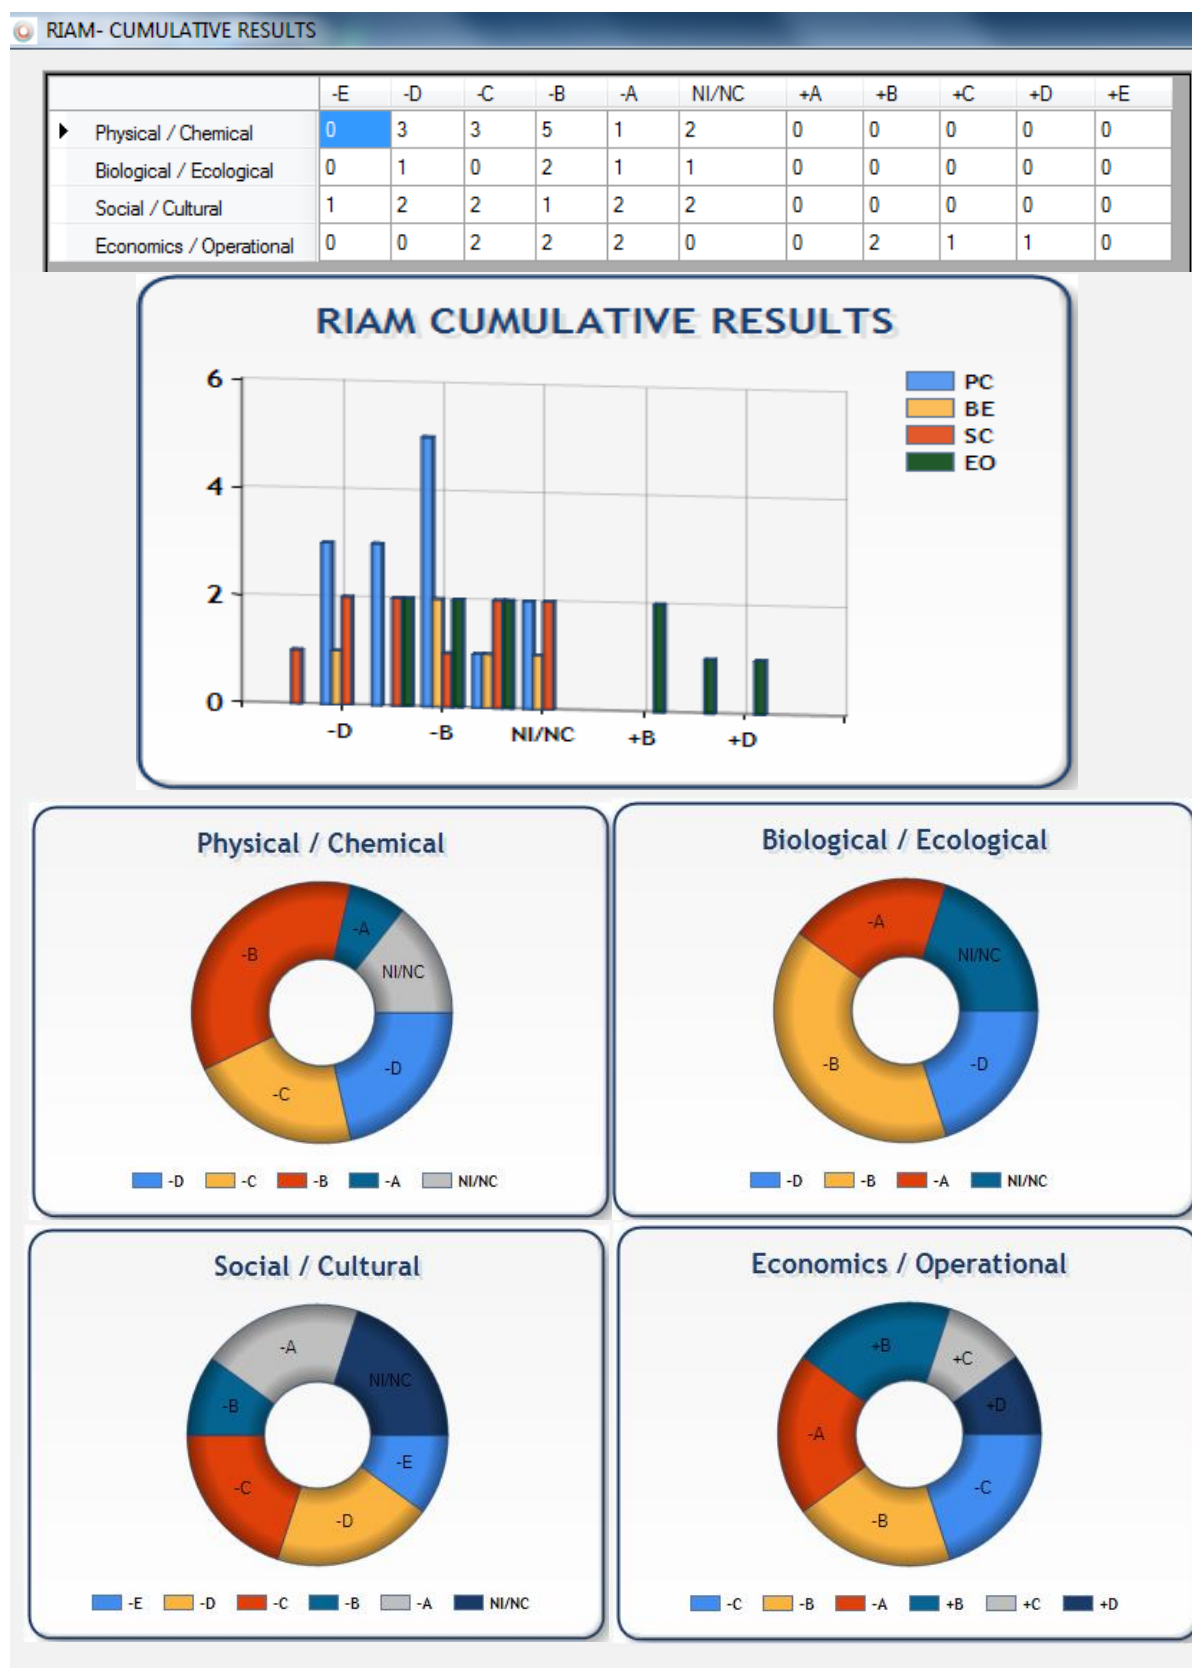 RIAM- CUMULATIVE RESULTS
-E -D -C -B -A NI/NC +A +B +C +D +E
Physical / Chemical 0 3 3 5 1 2 0 0 0 0 0
Biological / Ecological 0 1 0 2 1 1 0 0 0 0 0
Social / Cultural 1 2 2 1 2 2 0 0 0 0 0
Economics / Operational 0 0 2 2 2 0 0 2 1 1 0
RIAM CUMULATIVE RESULTS
6
4
2
0
-D -B NI/NC +B +D
PC
BE
SC
EO
Physical / Chemical
-A
-B
NI/NC
-D
-C
-D -C -B -A NI/NC
Biological / Ecological
-A
NI/NC
-B
-D
-D -B -A NI/NC
Social / Cultural
-A
NI/NC
-B
-E
-C
-D
-E -D -C -B -A NI/NC
Economics / Operational
+B
+C
+D
-A
-C
-B
-C -B -A +B +C +D